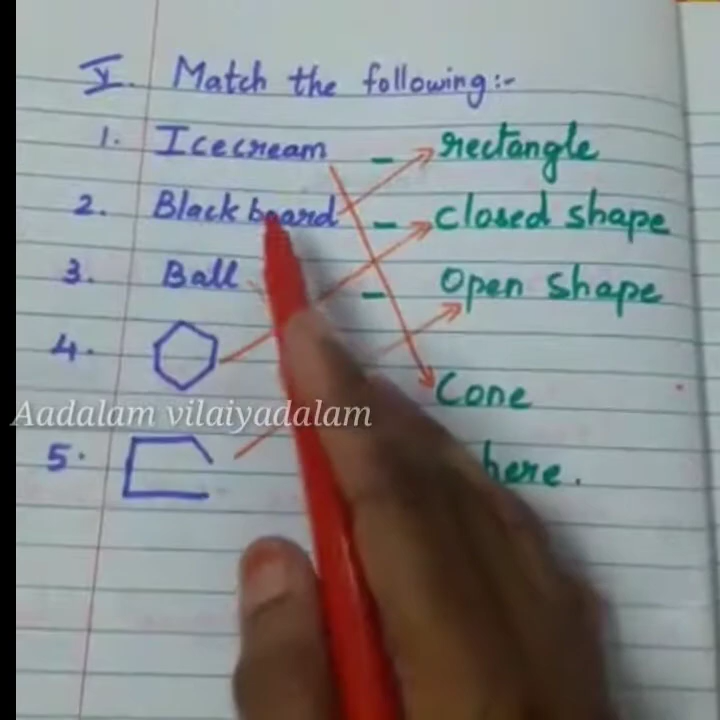 V. Match the following:-
1. Icecream - rectangle
2. Blackboard - closed shape
3. Ball - Open shape
4. Cone
Aadalam vilaiyadalam
5. here.